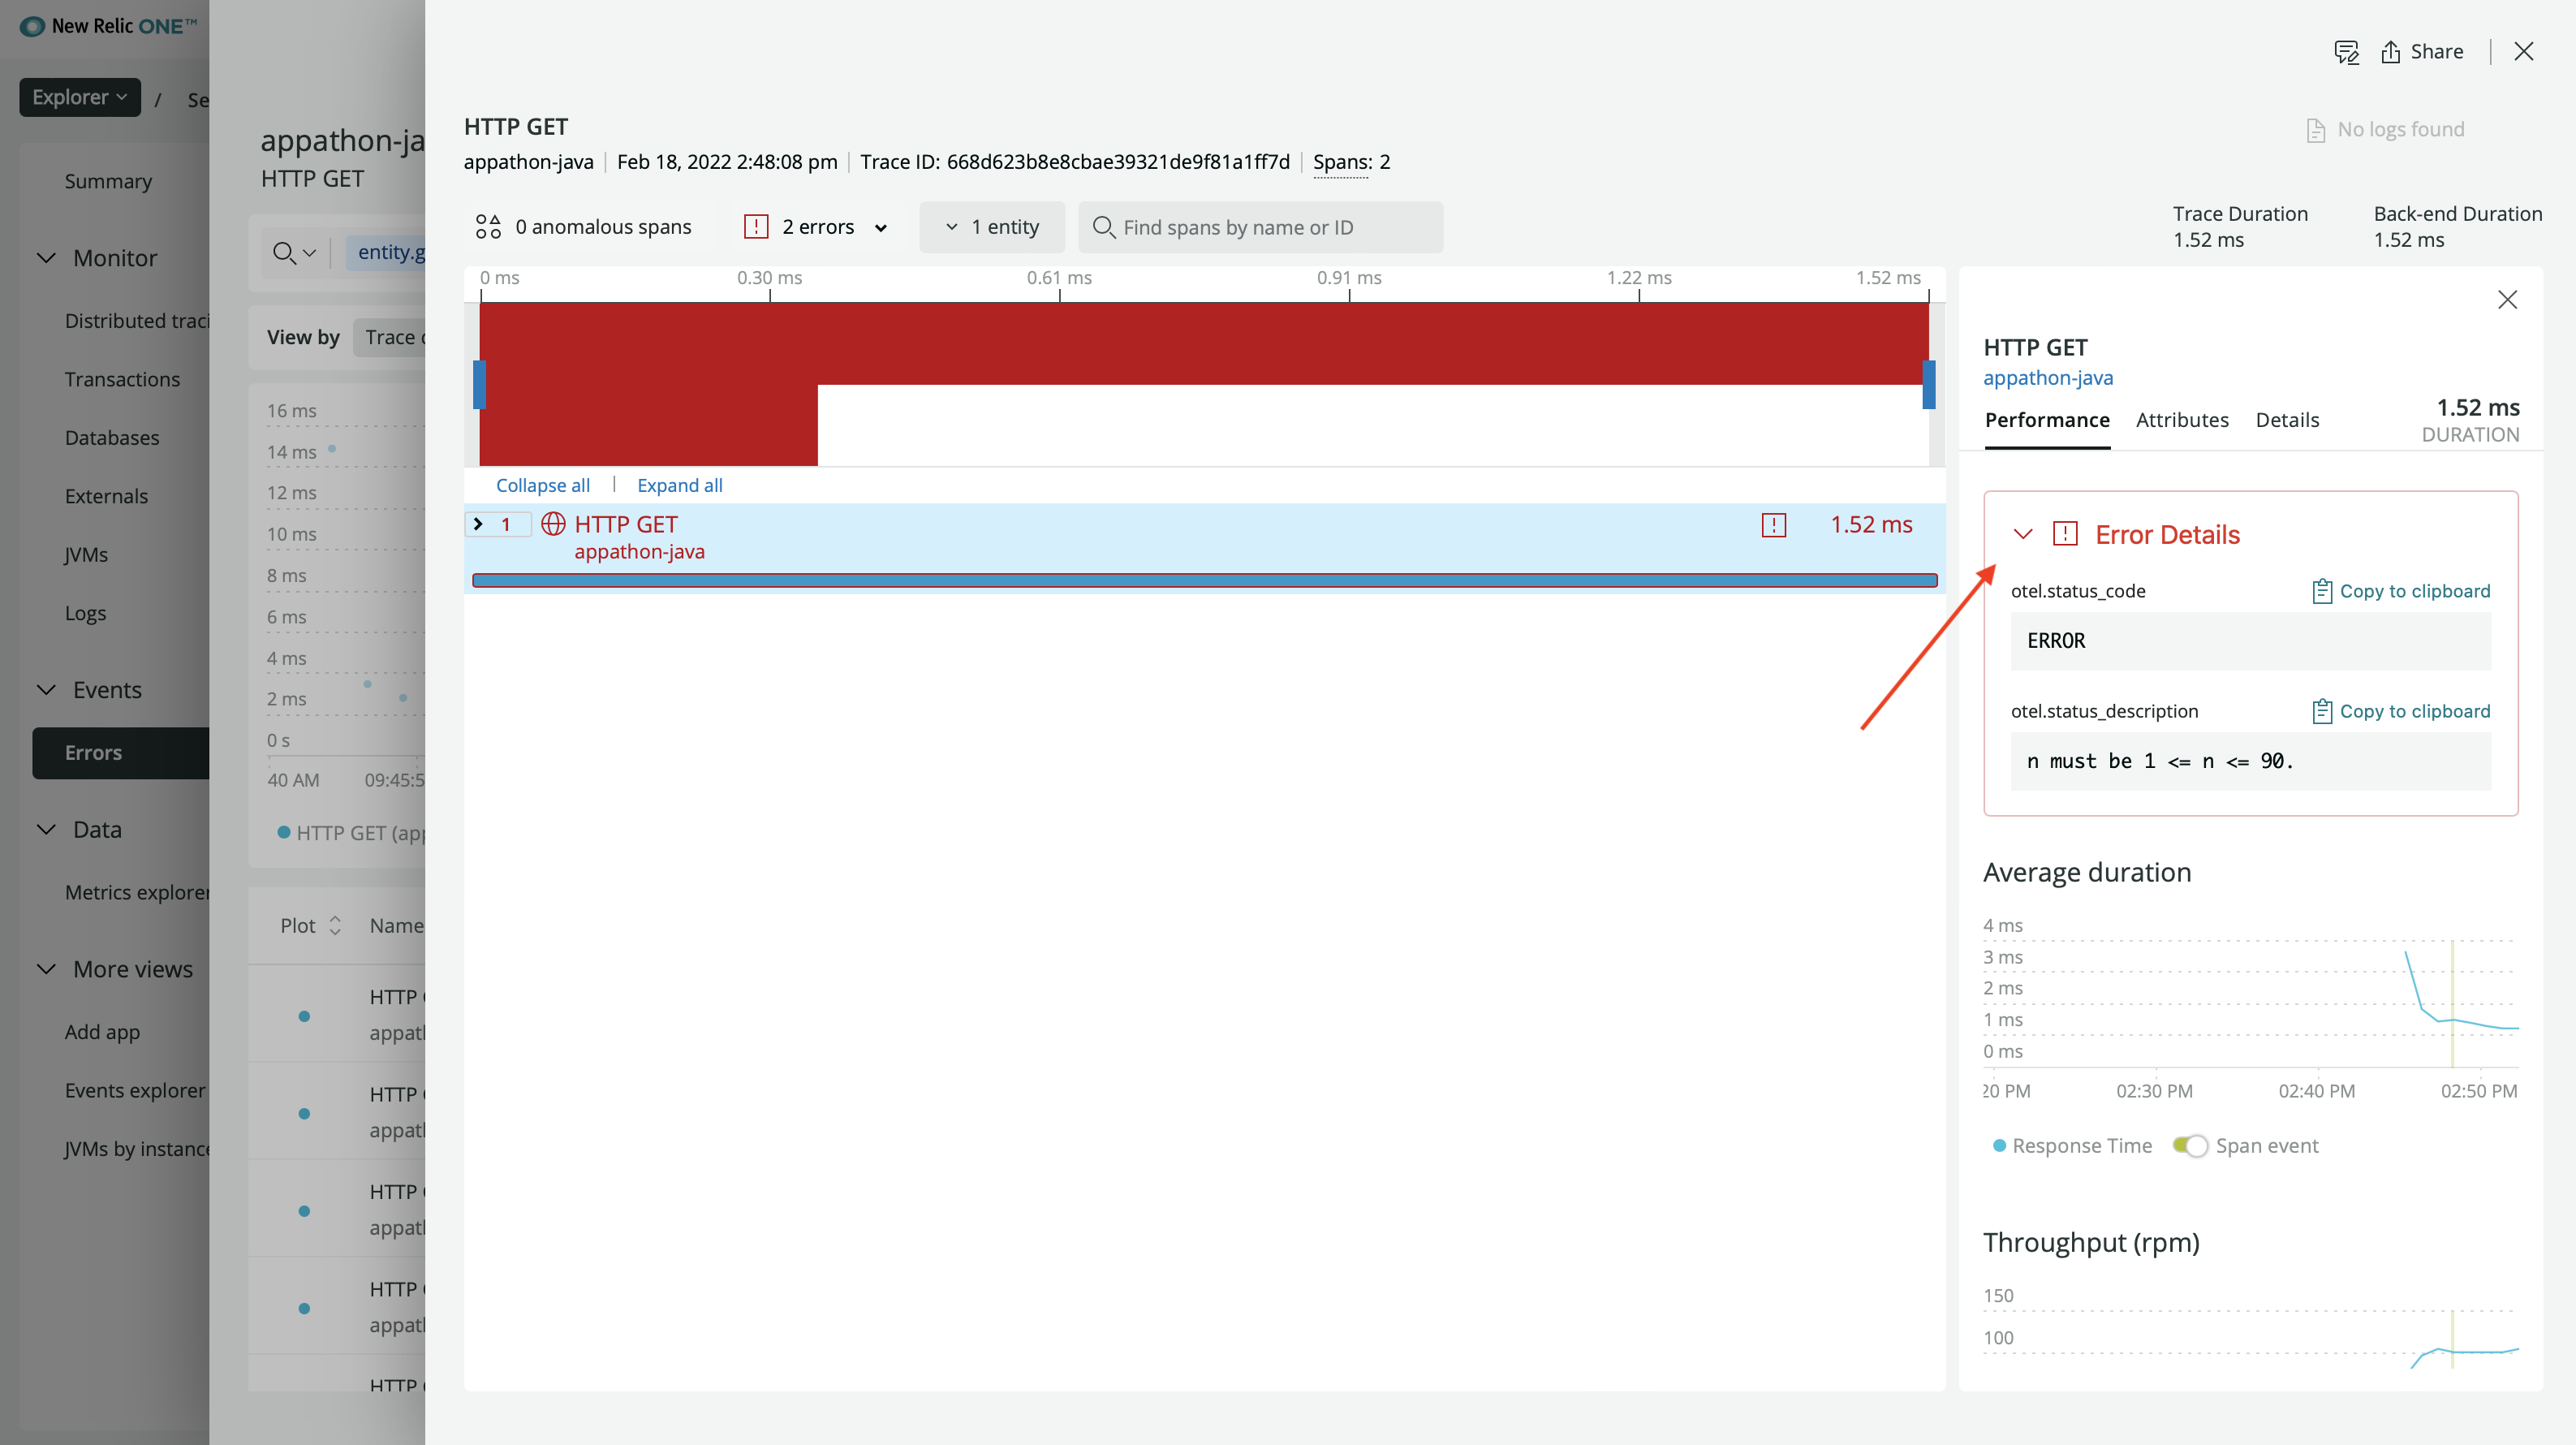 New Relic ONE™
Explorer
/
Se
Summary
Monitor
Distributed traci
Transactions
Databases
Externals
JVMs
Logs
Events
Errors
Data
Metrics explorer
More views
Add app
Events explorer
JVMs by instance
appathon-ja
HTTP GET
entity.g
View by
Trace
16 ms
14 ms
12 ms
10 ms
8 ms
6 ms
4 ms
2 ms
0 s
40 AM 09:45:5
HTTP GET (app
Plot Name
HTTP
appath
HTTP
appath
HTTP
appath
HTTP
appath
HTTP
Share
HTTP GET
appathon-java | Feb 18, 2022 2:48:08 pm | Trace ID: 668d623b8e8cbae39321de9f81a1ff7d | Spans: 2
No logs found
0 anomalous spans
2 errors
1 entity
Find spans by name or ID
Trace Duration
1.52 ms
Back-end Duration
1.52 ms
0 ms 0.30 ms 0.61 ms 0.91 ms 1.22 ms 1.52 ms
Collapse all | Expand all
1 HTTP GET 1.52 ms
appathon-java
HTTP GET
appathon-java
Performance Attributes Details
1.52 ms
DURATION
Error Details
otel.status_code Copy to clipboard
ERROR
otel.status_description Copy to clipboard
n must be 1 <= n <= 90.
Average duration
4 ms
3 ms
2 ms
1 ms
0 ms
20 PM 02:30 PM 02:40 PM 02:50 PM
Response Time Span event
Throughput (rpm)
150
100